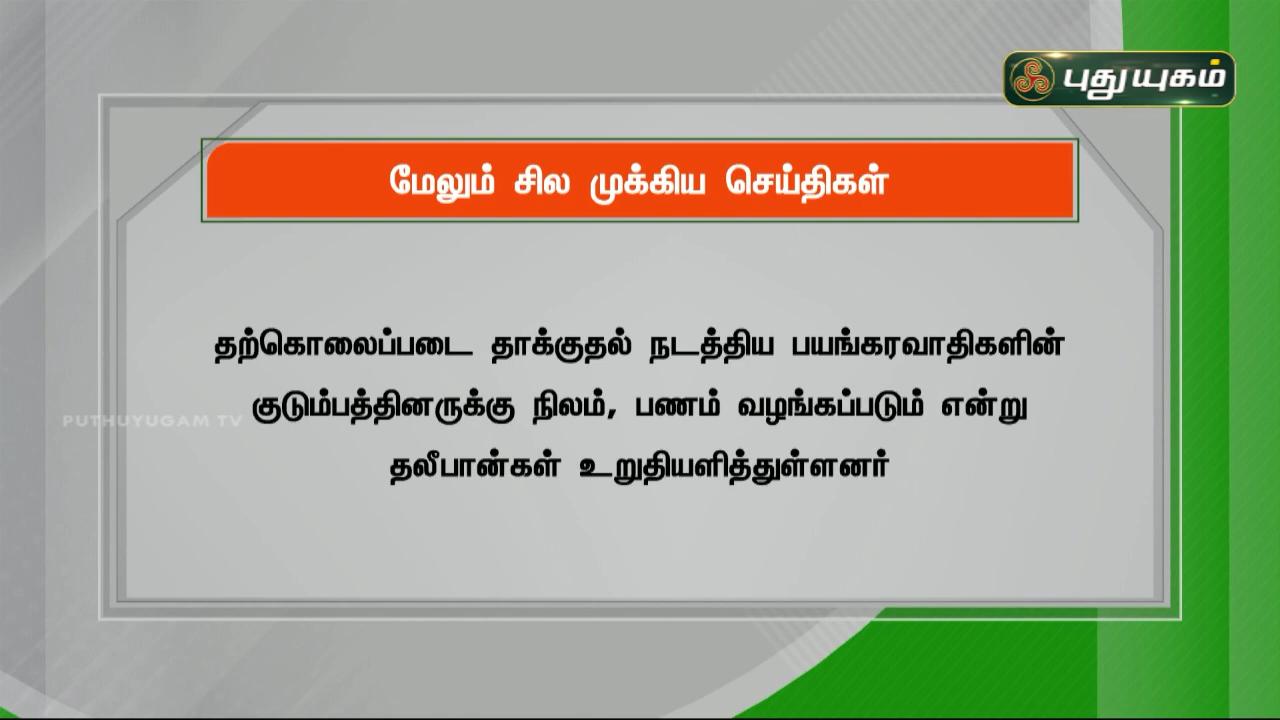 புதுயுகம்
மேலும் சில முக்கிய செய்திகள்
தற்கொலைப்படை தாக்குதல் நடத்திய பயங்கரவாதிகளின்
குடும்பத்தினருக்கு நிலம், பணம் வழங்கப்படும் என்று
PUTHUYUGAM TV
தலீபான்கள் உறுதியளித்துள்ளனர்